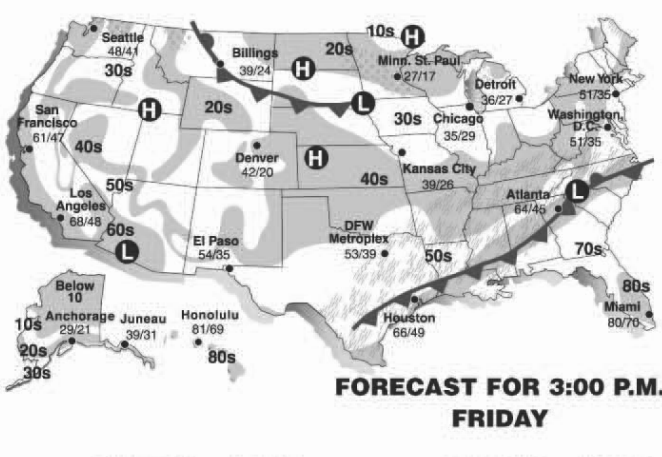 10s
H
Seattle
48/41
Billings
39/24
20s
Minn. St. Paul
27/17
30s
H
Detroit
36/27
New York
51/35
San
Francisco
61/47
H
20s
L
30s
Chicago
35/29
Washington,
D.C.
51/35
40s
Denver
42/20
H
Kansas City
39/26
50s
40s
Los
Angeles
68/48
60s
Atlanta
64/45
L
L
El Paso
54/35
DFW
Metroplex
53/39
50s
70s
Below
10
80s
10s
Anchorage
29/21
Juneau
39/31
Honolulu
81/69
Houston
66/49
Miami
80/70
20s
80s
30s
FORECAST FOR 3:00 P.M.
FRIDAY